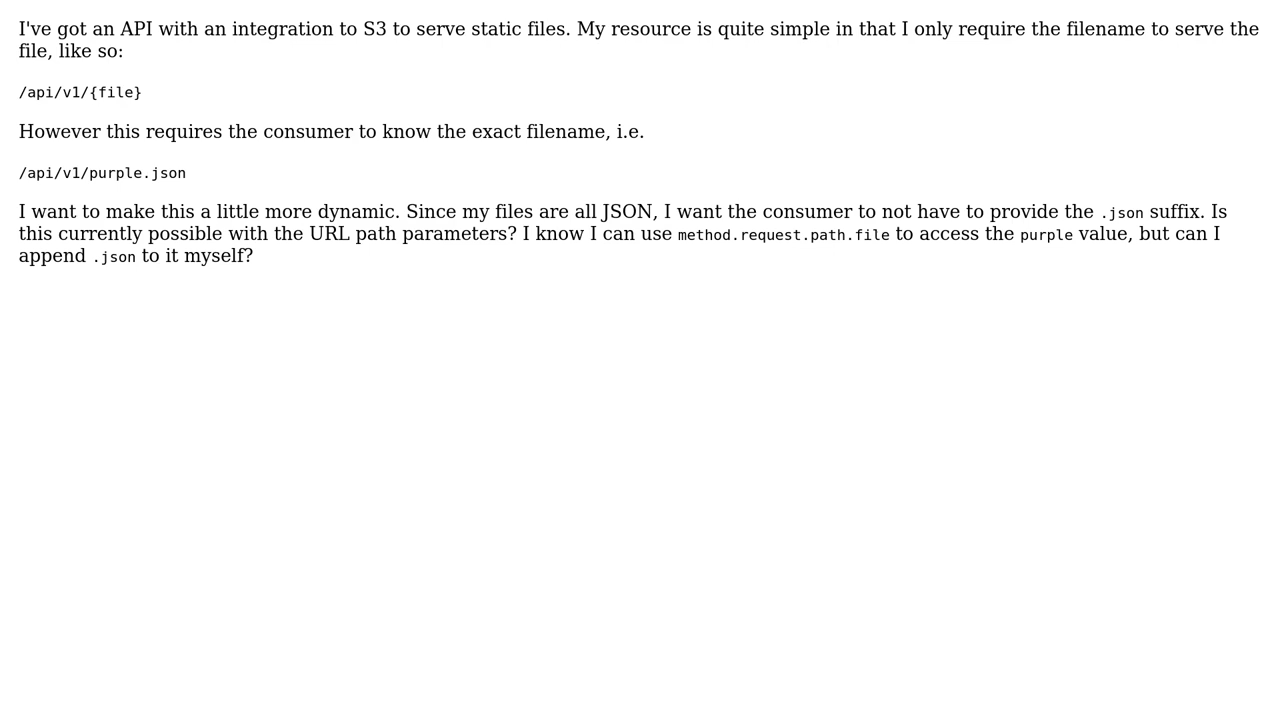 I've got an API with an integration to S3 to serve static files. My resource is quite simple in that I only require the filename to serve the
file, like so:
/api/v1/{file}
However this requires the consumer to know the exact filename, i.e.
/api/v1/purple.json
I want to make this a little more dynamic. Since my files are all JSON, I want the consumer to not have to provide the .json suffix. Is
this currently possible with the URL path parameters? I know I can use method.request.path.file to access the purple value, but can I
append .json to it myself?